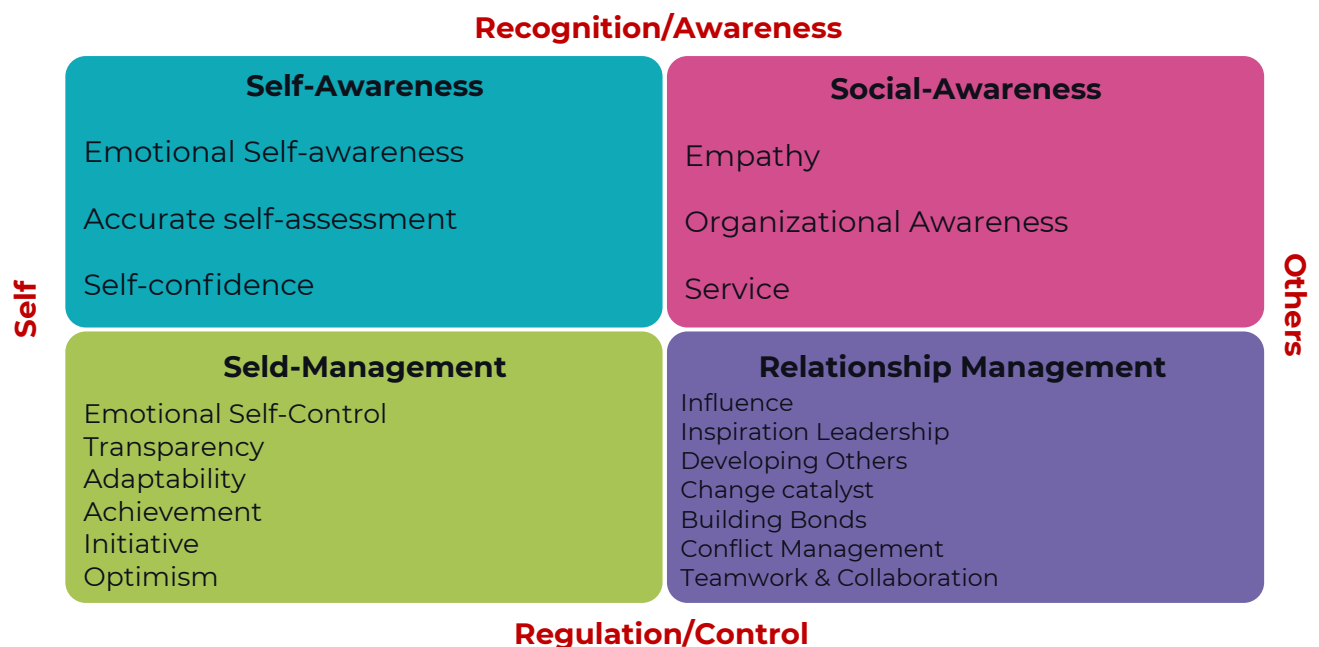 Recognition/Awareness
Self-Awareness
Emotional Self-awareness
Accurate self-assessment
Self-confidence
Social-Awareness
Empathy
Organizational Awareness
Service
Self
Others
Seld-Management
Emotional Self-Control
Transparency
Adaptability
Achievement
Initiative
Optimism
Relationship Management
Influence
Inspiration Leadership
Developing Others
Change catalyst
Building Bonds
Conflict Management
Teamwork & Collaboration
Regulation/Control